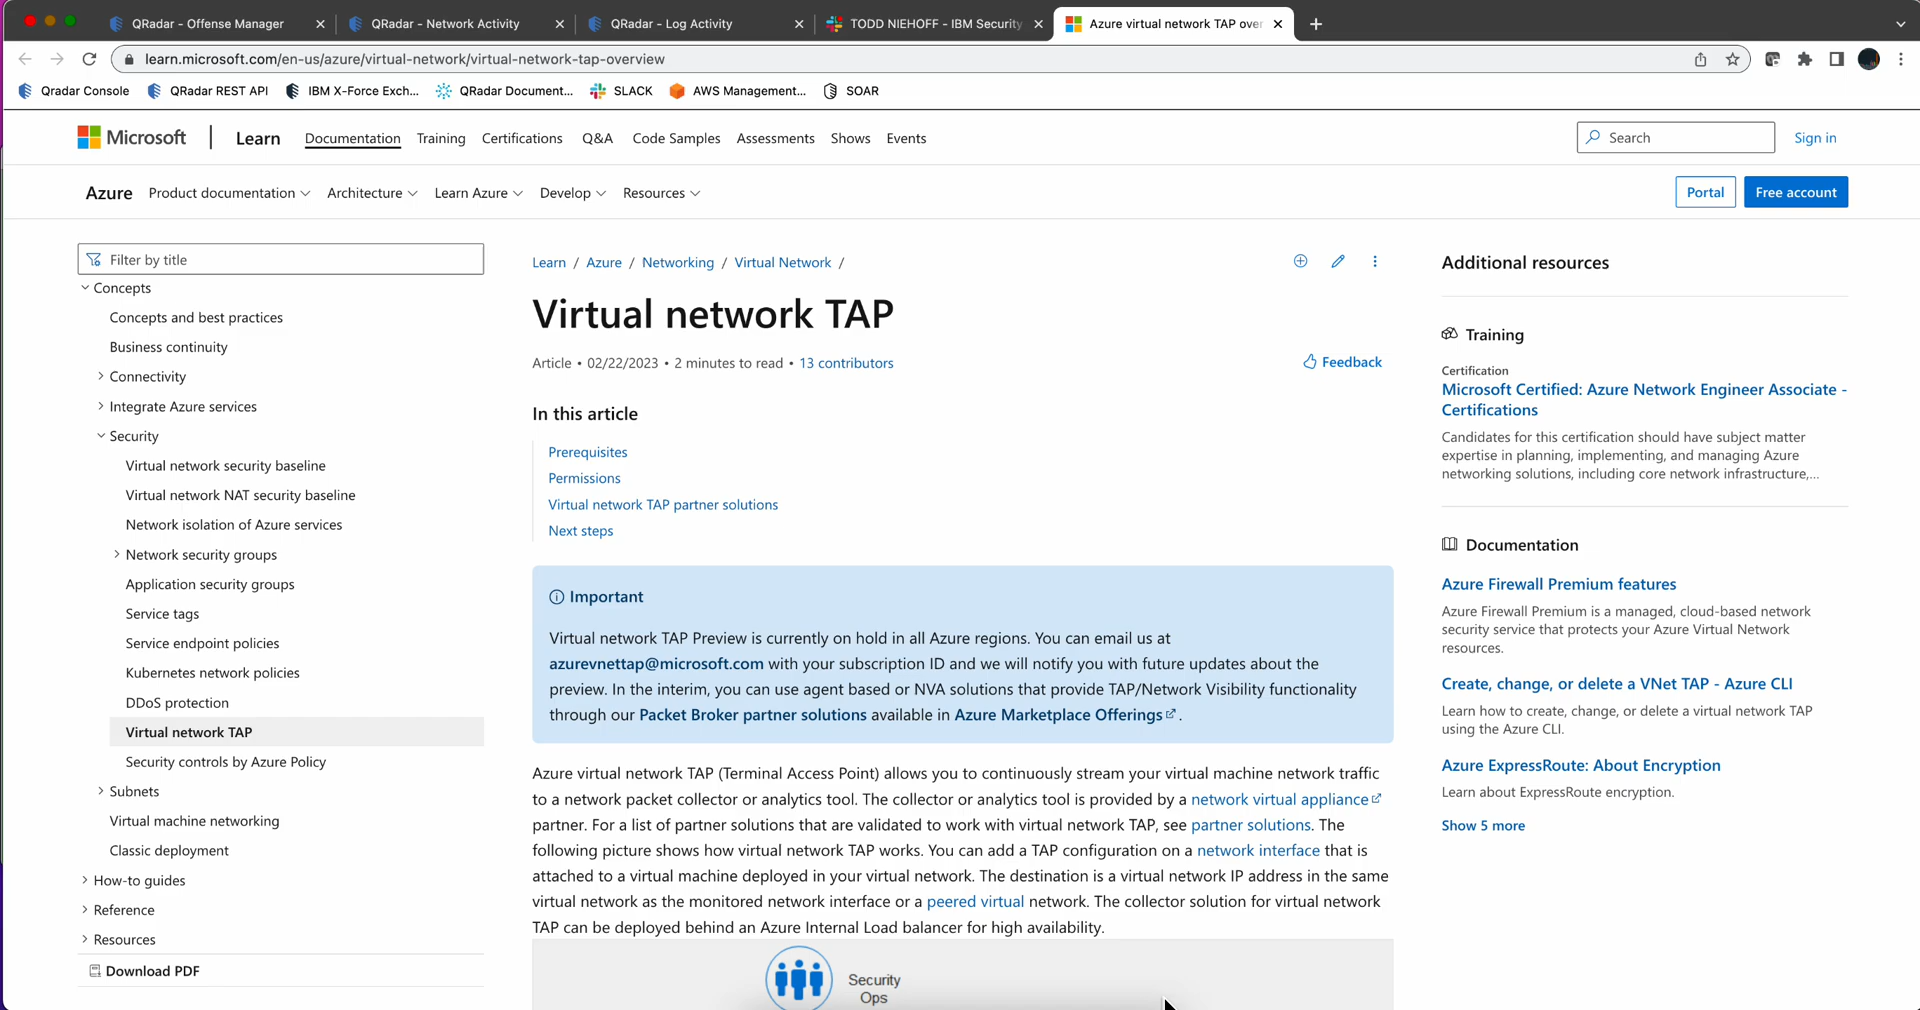 QRadar - Offense Manager
QRadar - Network Activity
QRadar - Log Activity
TODD NIEHOFF - IBM Security
Azure virtual network TAP over
learn.microsoft.com/en-us/azure/virtual-network/virtual-network-tap-overview
Qradar Console
QRadar REST API
IBM X-Force Exch...
QRadar Document...
SLACK
AWS Management...
SOAR
Microsoft
Learn
Documentation
Training
Certifications
Q&A
Code Samples
Assessments
Shows
Events
Search
Sign in
Azure
Product documentation
Architecture
Learn Azure
Develop
Resources
Portal
Free account
Filter by title
Concepts
Concepts and best practices
Business continuity
Connectivity
Integrate Azure services
Security
Virtual network security baseline
Virtual network NAT security baseline
Network isolation of Azure services
Network security groups
Application security groups
Service tags
Service endpoint policies
Kubernetes network policies
DDoS protection
Virtual network TAP
Security controls by Azure Policy
Subnets
Virtual machine networking
Classic deployment
How-to guides
Reference
Resources
Download PDF
Learn / Azure / Networking / Virtual Network /
Virtual network TAP
Article • 02/22/2023 • 2 minutes to read • 13 contributors
Feedback
In this article
Prerequisites
Permissions
Virtual network TAP partner solutions
Next steps
Important
Virtual network TAP Preview is currently on hold in all Azure regions. You can email us at
azurevnettap@microsoft.com with your subscription ID and we will notify you with future updates about the
preview. In the interim, you can use agent based or NVA solutions that provide TAP/Network Visibility functionality
through our Packet Broker partner solutions available in Azure Marketplace Offerings.
Azure virtual network TAP (Terminal Access Point) allows you to continuously stream your virtual machine network traffic
to a network packet collector or analytics tool. The collector or analytics tool is provided by a network virtual appliance
partner. For a list of partner solutions that are validated to work with virtual network TAP, see partner solutions. The
following picture shows how virtual network TAP works. You can add a TAP configuration on a network interface that is
attached to a virtual machine deployed in your virtual network. The destination is a virtual network IP address in the same
virtual network as the monitored network interface or a peered virtual network. The collector solution for virtual network
TAP can be deployed behind an Azure Internal Load balancer for high availability.
Security
Ops
Additional resources
Training
Certification
Microsoft Certified: Azure Network Engineer Associate -
Certifications
Candidates for this certification should have subject matter
expertise in planning, implementing, and managing Azure
networking solutions, including core network infrastructure,...
Documentation
Azure Firewall Premium features
Azure Firewall Premium is a managed, cloud-based network
security service that protects your Azure Virtual Network
resources.
Create, change, or delete a VNet TAP - Azure CLI
Learn how to create, change, or delete a virtual network TAP
using the Azure CLI.
Azure ExpressRoute: About Encryption
Learn about ExpressRoute encryption.
Show 5 more